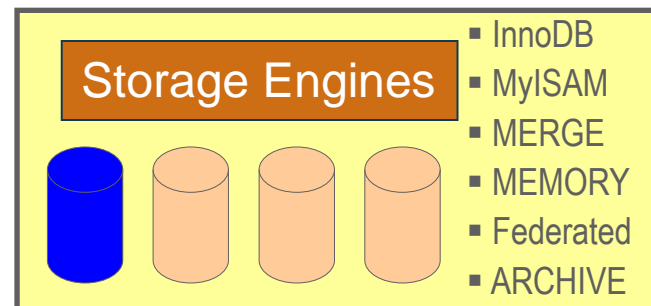 Storage Engines
▪ InnoDB
▪ MyISAM
▪ MERGE
▪ MEMORY
▪ Federated
▪ ARCHIVE